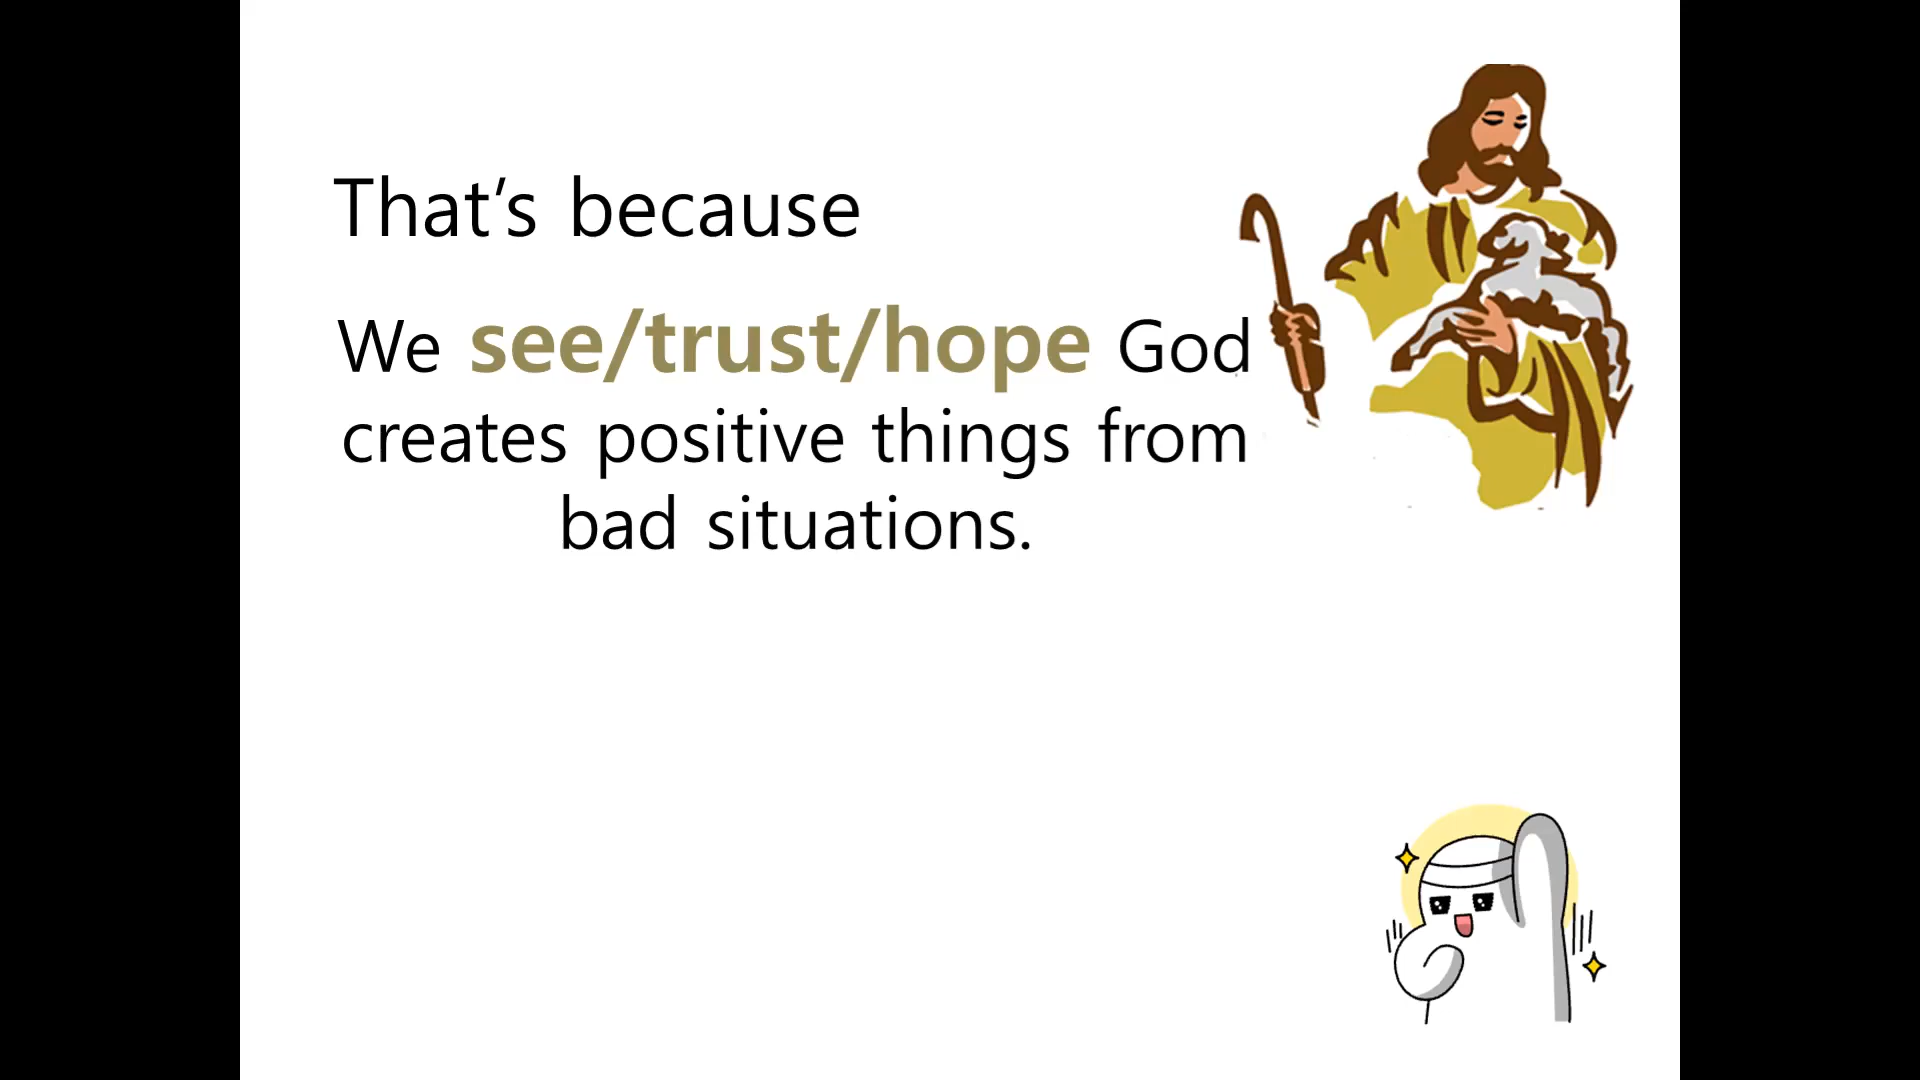 That’s because
We see/trust/hope God
creates positive things from
bad situations.